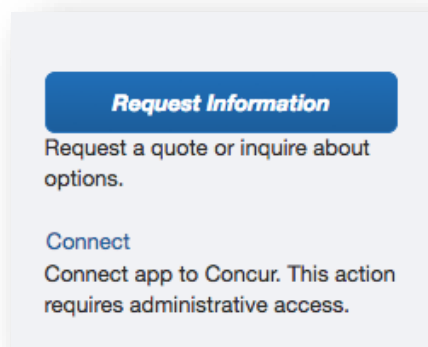 Request Information
Request a quote or inquire about
options.
Connect
Connect app to Concur. This action
requires administrative access.